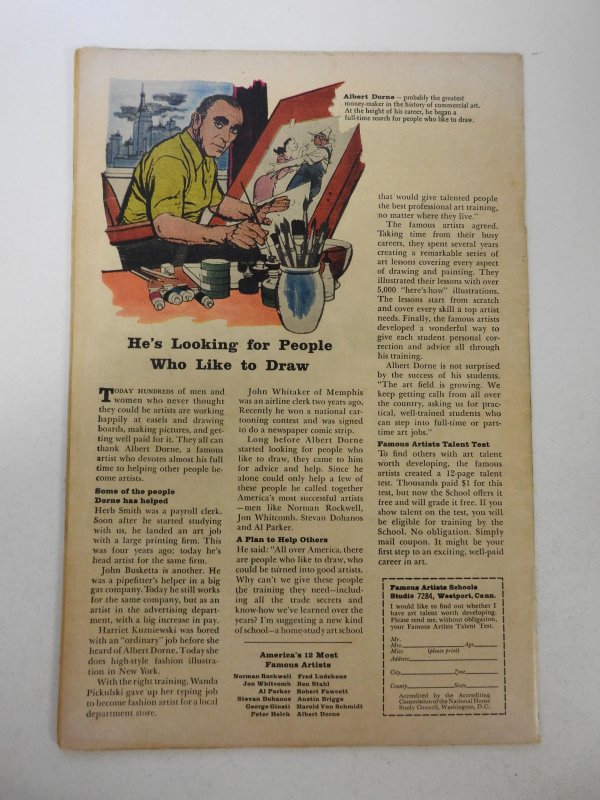 Albert Dorne — probably the greatest
money-maker in the history of commercial art.
At the height of his career, he began a
full-time search for people who like to draw.
He's Looking for People
Who Like to Draw
TODAY HUNDREDS of men and
women who never thought
they could be artists are working
happily at easels and drawing
boards, making pictures, and get-
ting well paid for it. They all can
thank Albert Dorne, a famous
artist who devotes almost his full
time to helping other people be-
come artists.
Some of the people
Dorne has helped
Herb Smith was a payroll clerk.
Soon after he started studying
with us, he landed an art job
with a large printing firm. This
was four years ago; today he's
head artist for the same firm.
John Busketta is another. He
was a pipefitter's helper in a big
gas company. Today he still works
for the same company, but as an
artist in the advertising depart-
ment, with a big increase in pay.
Harriet Kuzniewski was bored
with an "ordinary" job before she
heard of Albert Dorne. Today she
does high-style fashion illustra-
tion in New York.
With the right training, Wanda
Pickulski gave up her typing job
to become fashion artist for a local
department store.
John Whitaker of Memphis
was an airline clerk two years ago.
Recently he won a national car-
tooning contest and was signed
to do a newspaper comic strip.
Long before Albert Dorne
started looking for people who
like to draw, they came to him
for advice and help. Since he
alone could only help a few of
these people he called together
America's most successful artists
—men like Norman Rockwell,
Jon Whitcomb, Stevan Dohanos
and Al Parker.
A Plan to Help Others
He said: "All over America, there
are people who like to draw, who
could be turned into good artists.
Why can't we give these people
the training they need—includ-
ing all the trade secrets and
know-how we've learned over the
years? I'm suggesting a new kind
of school—a home-study art school
America's 12 Most
Famous Artists
Norman Rockwell Fred Ludekens
Jon Whitcomb Ben Stahl
Al Parker Robert Fawcett
Stevan Dohanos Austin Briggs
George Giusti Harold Von Schmidt
Peter Helck Albert Dorne
that would give talented people
the best professional art training,
no matter where they live."
The famous artists agreed.
Taking time from their busy
careers, they spent several years
creating a remarkable series of
art lessons covering every aspect
of drawing and painting. They
illustrated their lessons with over
5,000 "here's-how" illustrations.
The lessons start from scratch
and cover every skill a top artist
needs. Finally, the famous artists
developed a wonderful way to
give each student personal cor-
rection and advice all through
his training.
Albert Dorne is not surprised
by the success of his students.
"The art field is growing. We
keep getting calls from all over
the country, asking us for prac-
tical, well-trained students who
can step into full-time or part-
time art jobs."
Famous Artists Talent Test
To find others with art talent
worth developing, the famous
artists created a 12-page talent
test. Thousands paid $1 for this
test, but now the School offers it
free and will grade it free. If you
show talent on the test, you will
be eligible for training by the
School. No obligation. Simply
mail coupon. It might be your
first step to an exciting, well-paid
career in art.
Famous Artists Schools
Studio 7284, Westport, Conn.
I would like to find out whether I
have art talent worth developing.
Please send me, without obligation,
your Famous Artists Talent Test.
Mr.
Mrs. Age
Miss (please print)
Address
City Zone
County State
Accredited by the Accrediting
Commission of the National Home
Study Council, Washington, D.C.